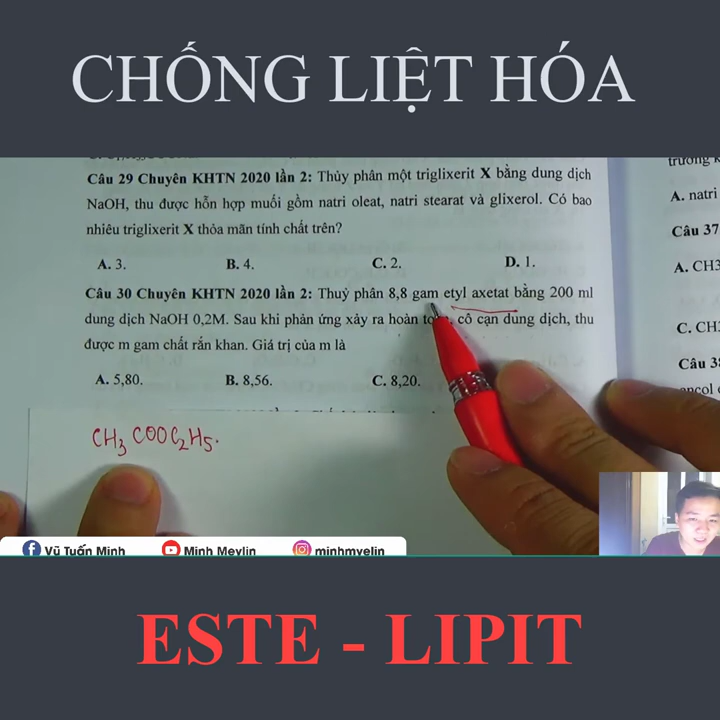 CHỐNG LIỆT HÓA
Câu 29 Chuyên KHTN 2020 lần 2: Thủy phân một triglixerit X bằng dung dịch
NaOH, thu được hỗn hợp muối gồm natri oleat, natri stearat và glixerol. Có bao
nhiêu triglixerit X thỏa mãn tính chất trên?
A. 3. B. 4. C. 2. D. 1.
Câu 30 Chuyên KHTN 2020 lần 2: Thuỷ phân 8,8 gam etyl axetat bằng 200 ml
dung dịch NaOH 0,2M. Sau khi phản ứng xảy ra hoàn cô cạn dung dịch, thu
được m gam chất rắn khan. Giá trị của m là
A. 5,80. B. 8,56. C. 8,20.
CH3COOC2H5.
trường
A. natri
Câu 37
A. CH3
C. CH
Câu 38
ancol
Vũ Tuấn Minh Minh Meylin minhmyelin
ESTE - LIPIT